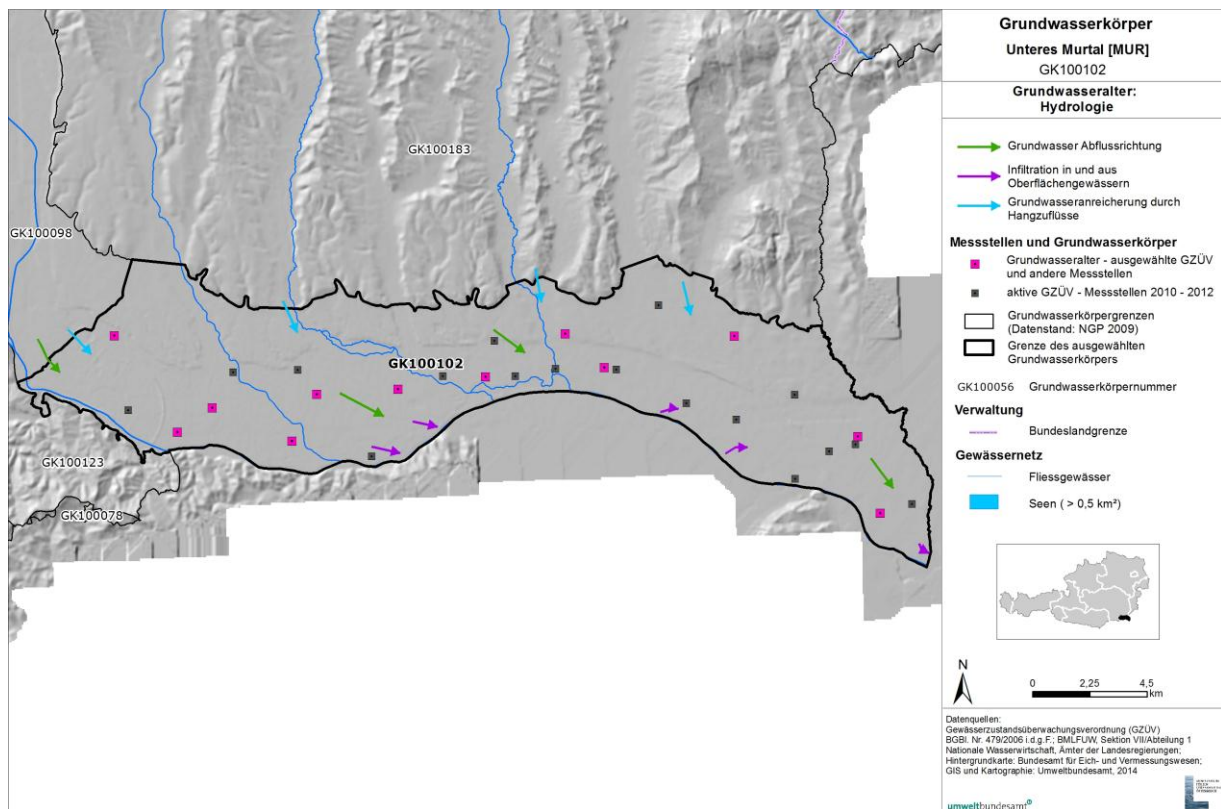 GK100183
GK100098
GK100102
GK100123
GK100078
Grundwasserkörper
Unteres Murtal [MUR]
GK100102
Grundwasseralter:
Hydrologie
Grundwasser Abflussrichtung
Infiltration in und aus
Oberflächengewässern
Grundwasseranreicherung durch
Hangzuflüsse
Messstellen und Grundwasserkörper
Grundwasseralter - ausgewählte GZÜV
und andere Messstellen
aktive GZÜV - Messstellen 2010 - 2012
Grundwasserkörpergrenzen
(Datenstand: NGP 2009)
Grenze des ausgewählten
Grundwasserkörpers
GK100056 Grundwasserkörpernummer
Verwaltung
Bundeslandgrenze
Gewässernetz
Fliessgewässer
Seen ( > 0,5 km²)
N
0 2,25 4,5
km
Datenquellen:
Gewässerzustandsüberwachungsverordnung (GZÜV)
BGBl. Nr. 479/2006 i.d.g.F.; BMLFUW, Sektion VII/Abteilung 1
Nationale Wasserwirtschaft, Ämter der Landesregierungen;
Hintergrundkarte: Bundesamt für Eich- und Vermessungswesen;
GIS und Kartographie: Umweltbundesamt, 2014
umweltbundesamt